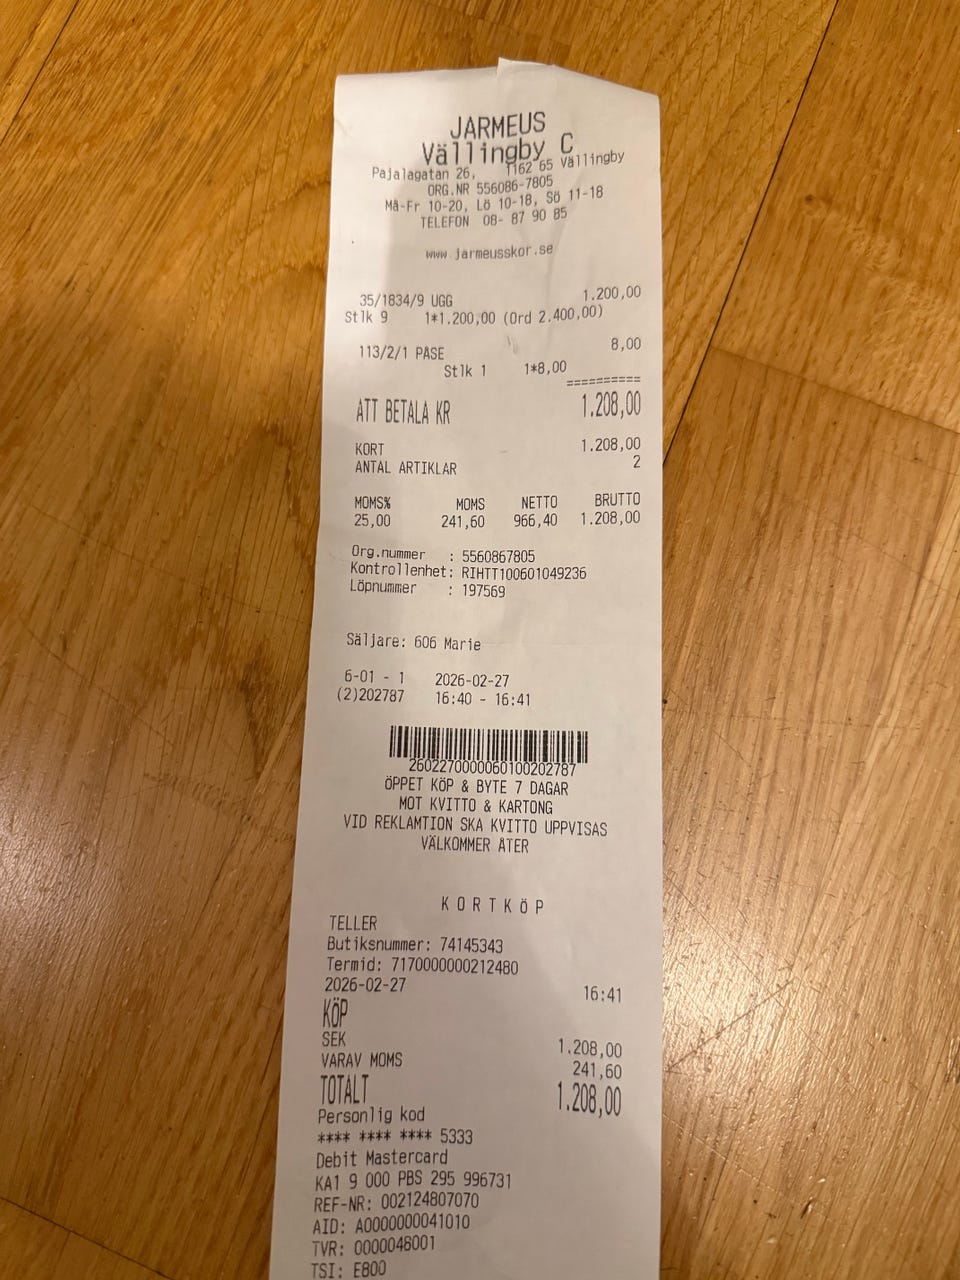 JARMEUS
Vällingby C
Pajalagatan 26, 1162 65 Vällingby
ORG.NR 556086-7805
Må-Fr 10-20, Lö 10-18, Sö 11-18
TELEFON 08- 87 90 85
www.jarmeusskor.se
35/1834/9 UGG 1.200,00
Stlk 9 1*1.200,00 (Ord 2.400,00)
113/2/1 PÅSE 8,00
Stlk 1 1*8,00
==========
ATT BETALA KR 1.208,00
KORT 1.208,00
ANTAL ARTIKLAR 2
MOMS% MOMS NETTO BRUTTO
25,00 241,60 966,40 1.208,00
Org.nummer : 5560867805
Kontrollenhet: RIHTT100601049236
Löpnummer : 197569
Säljare: 606 Marie
6-01 - 1 2026-02-27
(2)202787 16:40 - 16:41
2602270000060100202787
ÖPPET KÖP & BYTE 7 DAGAR
MOT KVITTO & KARTONG
VID REKLAMTION SKA KVITTO UPPVISAS
VÄLKOMMER ÅTER
KORTKÖP
TELLER
Butiksnummer: 74145343
Termid: 7170000000212480
2026-02-27 16:41
KÖP
SEK 1.208,00
VARAV MOMS 241,60
TOTALT 1.208,00
Personlig kod
**** **** **** 5333
Debit Mastercard
KA1 9 000 PBS 295 996731
REF-NR: 002124807070
AID: A0000000041010
TVR: 0000048001
TSI: E800